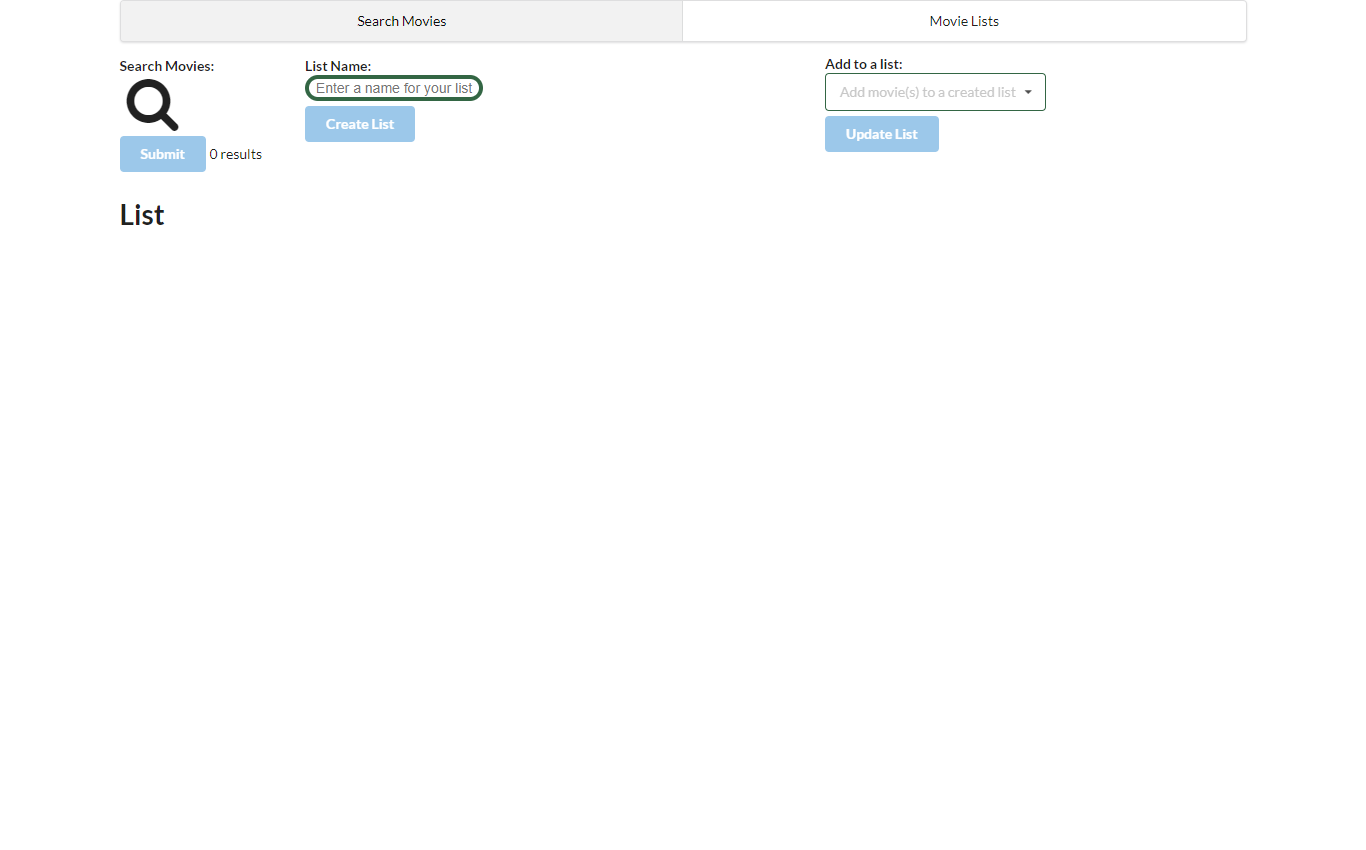 Search Movies
Movie Lists
Search Movies:
Submit
0 results
List Name:
Enter a name for your list
Create List
Add to a list:
Add movie(s) to a created list
Update List
List